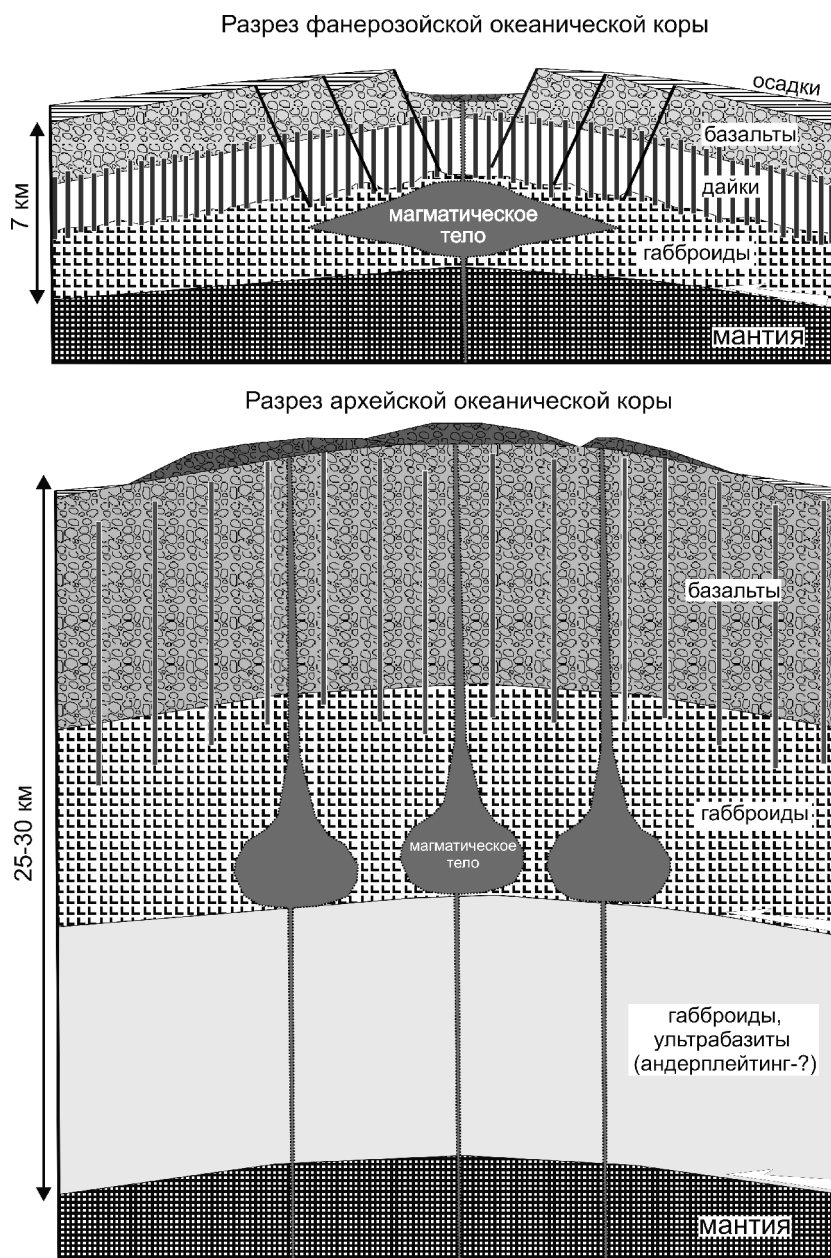 Разрез фанерозойской океанической коры
осадки
базальты
дайки
7 км
магматическое
тело
габброиды
мантия
Разрез архейской океанической коры
базальты
25-30 км
габброиды
магматическое
тело
габброиды,
ультрабазиты
(андерплейтинг-?)
мантия